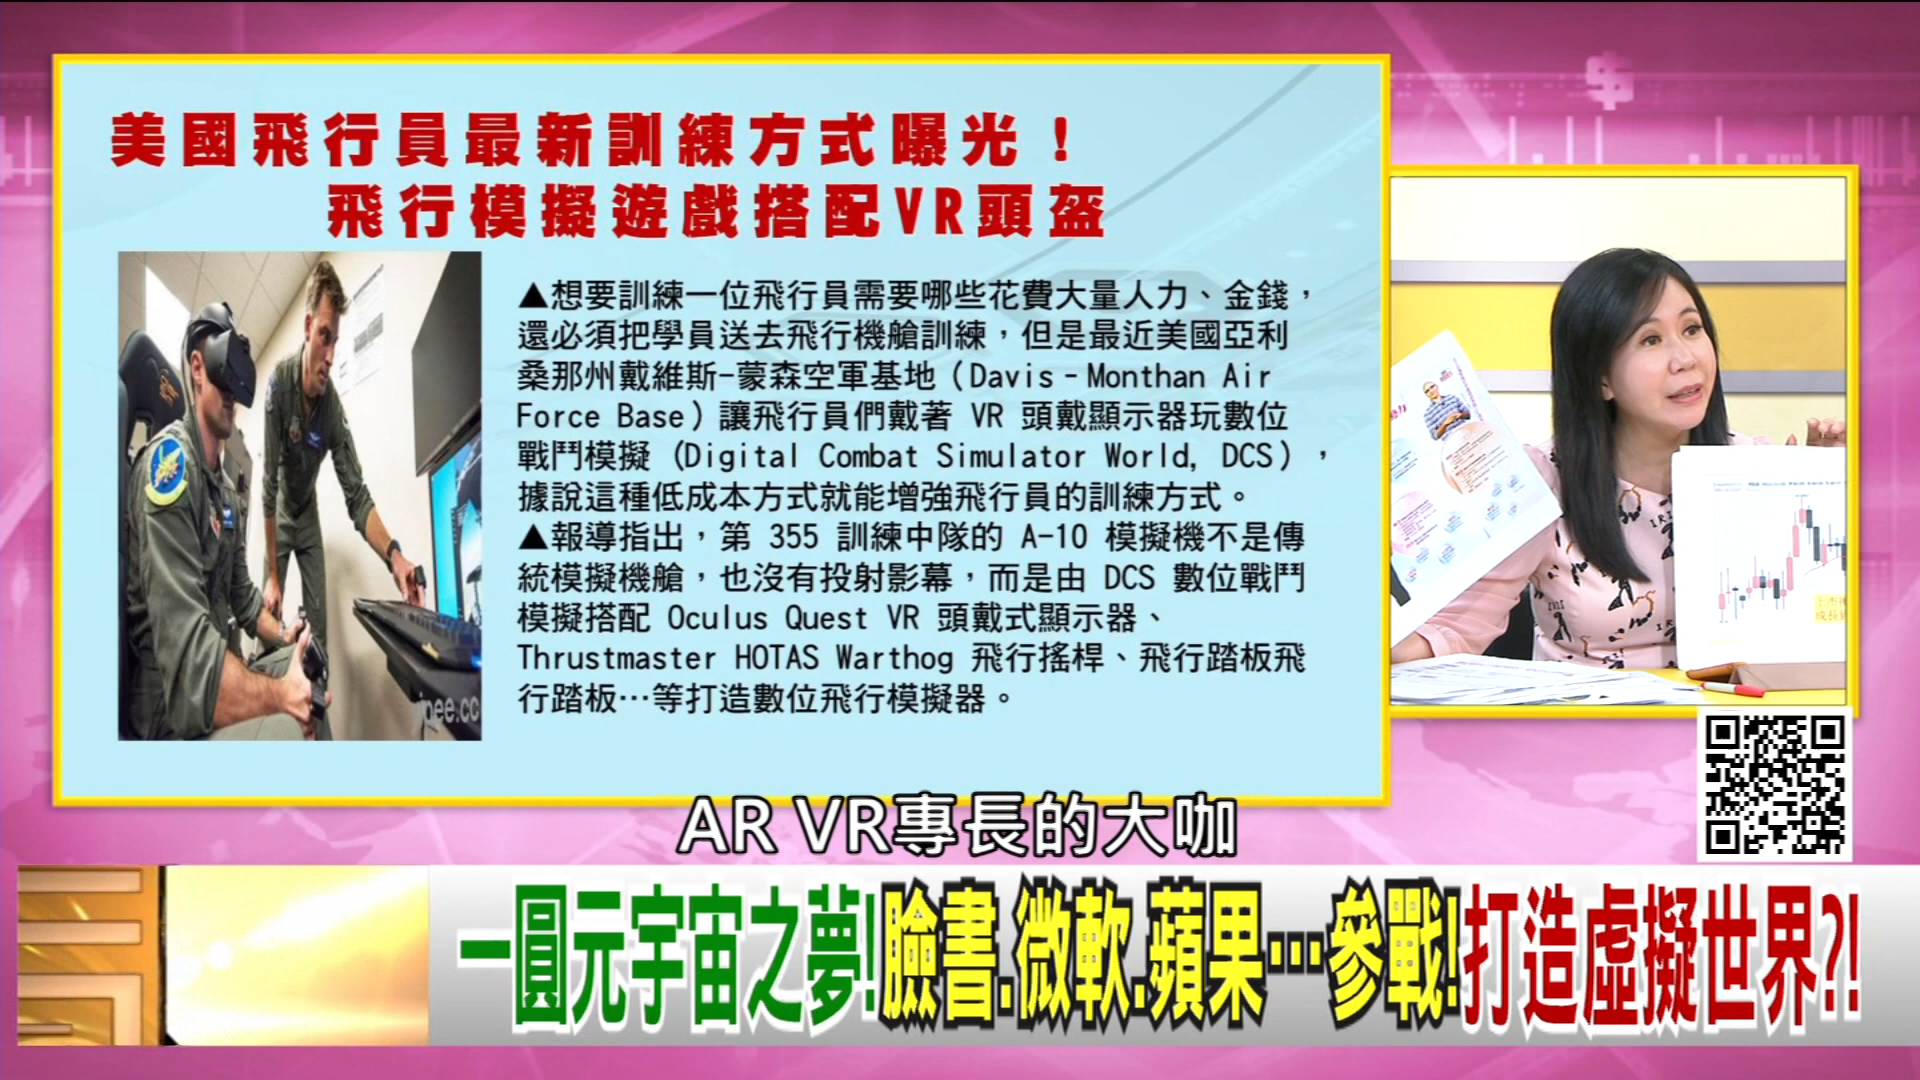 美國飛行員最新訓練方式曝光！
飛行模擬遊戲搭配VR頭盔
▲想要訓練一位飛行員需要哪些花費大量人力、金錢，
還必須把學員送去飛行機艙訓練，但是最近美國亞利
桑那州戴維斯-蒙森空軍基地（Davis‐Monthan Air
Force Base）讓飛行員們戴著 VR 頭戴顯示器玩數位
戰鬥模擬（Digital Combat Simulator World, DCS），
據說這種低成本方式就能增強飛行員的訓練方式。
▲報導指出，第 355 訓練中隊的 A-10 模擬機不是傳
統模擬機艙，也沒有投射影幕，而是由 DCS 數位戰鬥
模擬搭配 Oculus Quest VR 頭戴式顯示器、
Thrustmaster HOTAS Warthog 飛行搖桿、飛行踏板飛
行踏板…等打造數位飛行模擬器。
AR VR專長的大咖
一圓元宇宙之夢!臉書.微軟.蘋果…參戰!打造虛擬世界?!